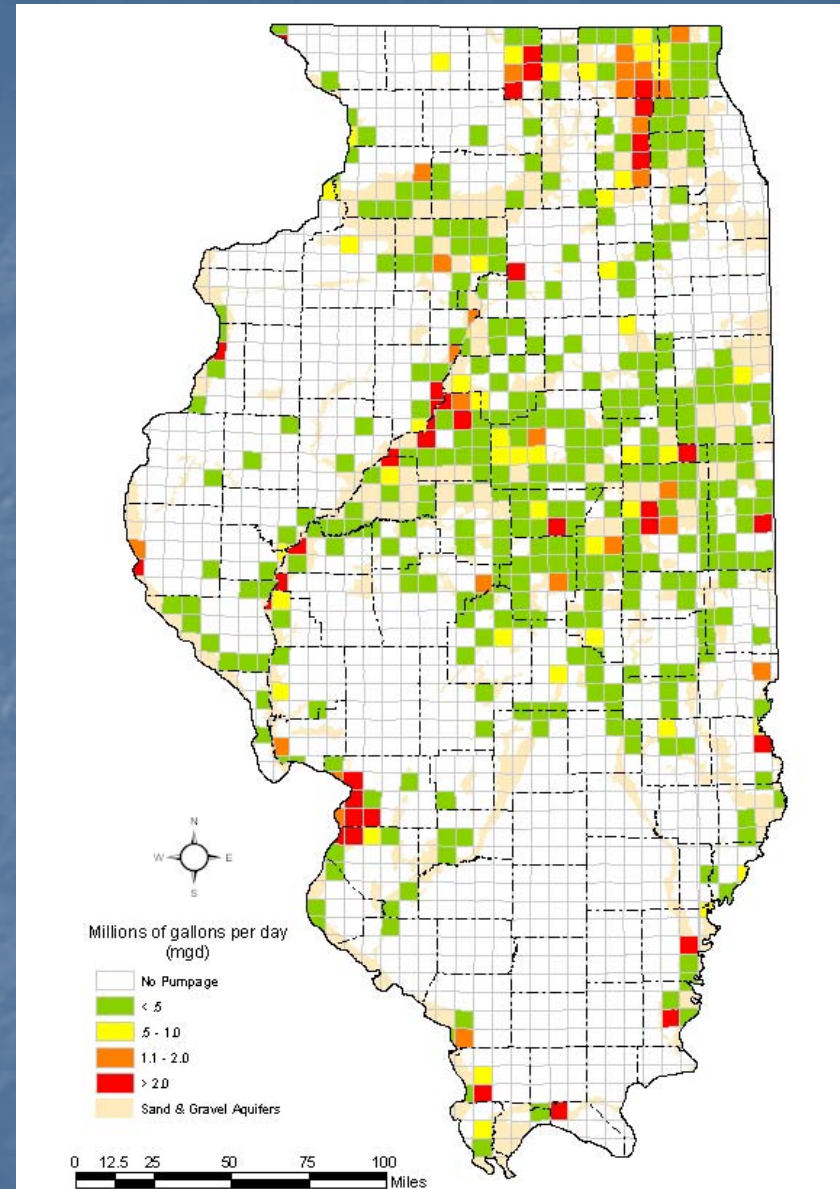 N
W E
S
Millions of gallons per day
(mgd)
No Pumpage
< .5
.5 - 1.0
1.1 - 2.0
> 2.0
Sand & Gravel Aquifers
0 12.5 25 50 75 100
Miles